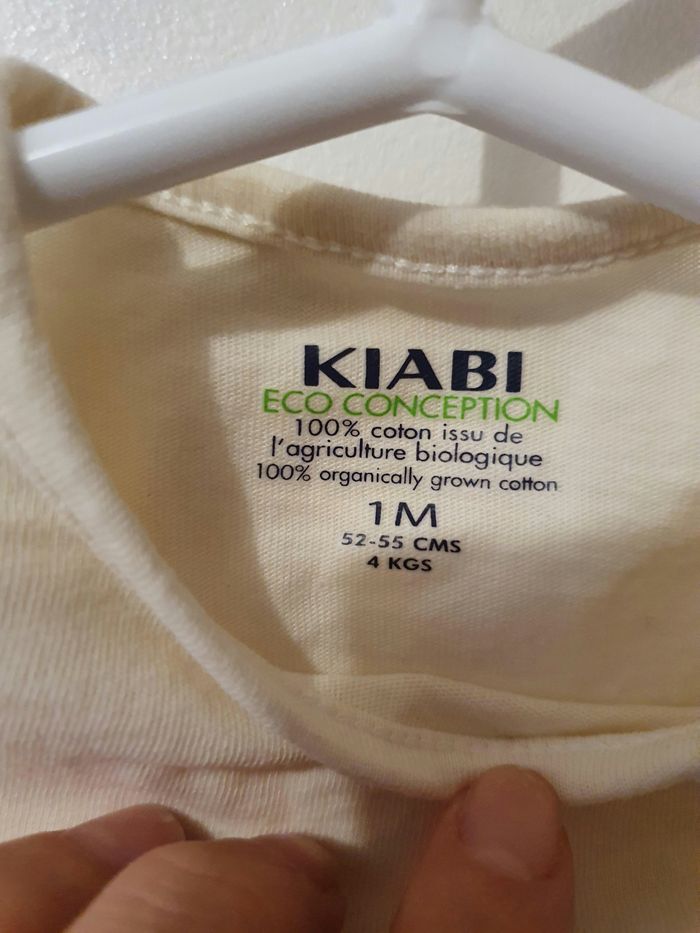 KIABI
ECO CONCEPTION
100% coton issu de
l'agriculture biologique
100% organically grown cotton
1M
52-55 CMS
4 KGS